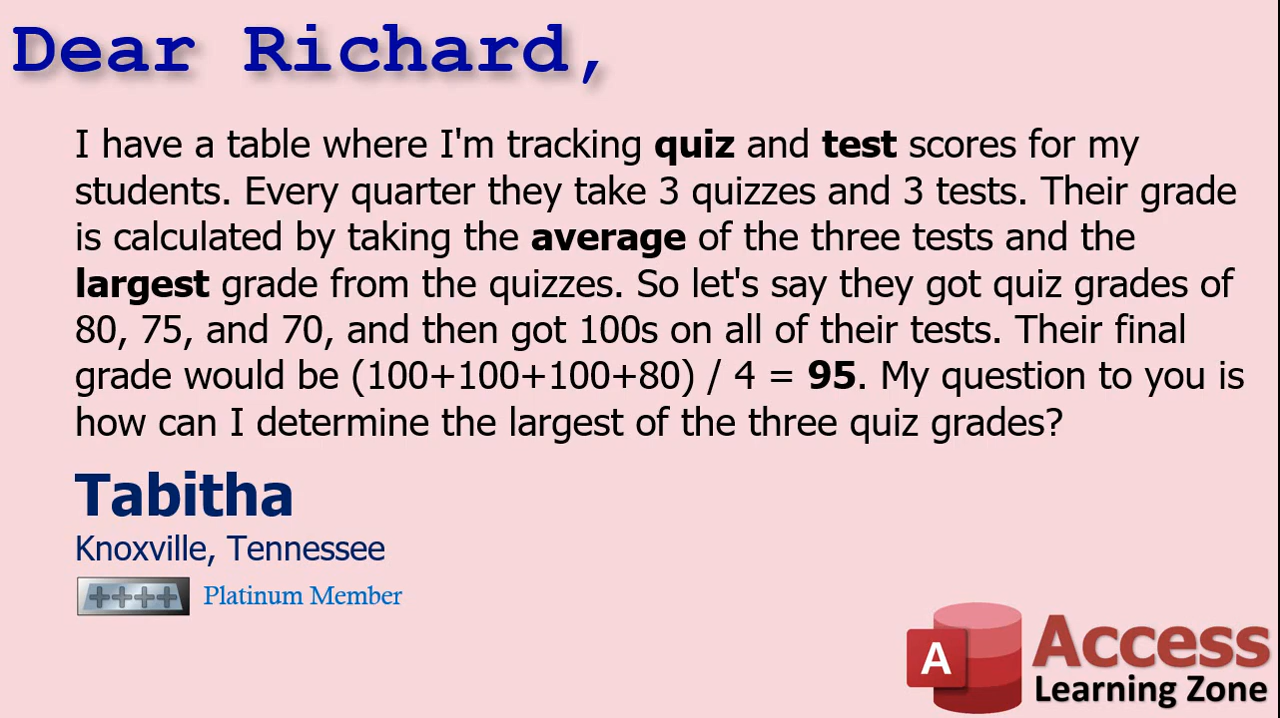 Dear Richard,
I have a table where I'm tracking quiz and test scores for my
students. Every quarter they take 3 quizzes and 3 tests. Their grade
is calculated by taking the average of the three tests and the
largest grade from the quizzes. So let's say they got quiz grades of
80, 75, and 70, and then got 100s on all of their tests. Their final
grade would be (100+100+100+80) / 4 = 95. My question to you is
how can I determine the largest of the three quiz grades?
Tabitha
Knoxville, Tennessee
++++ Platinum Member
A Access
Learning Zone